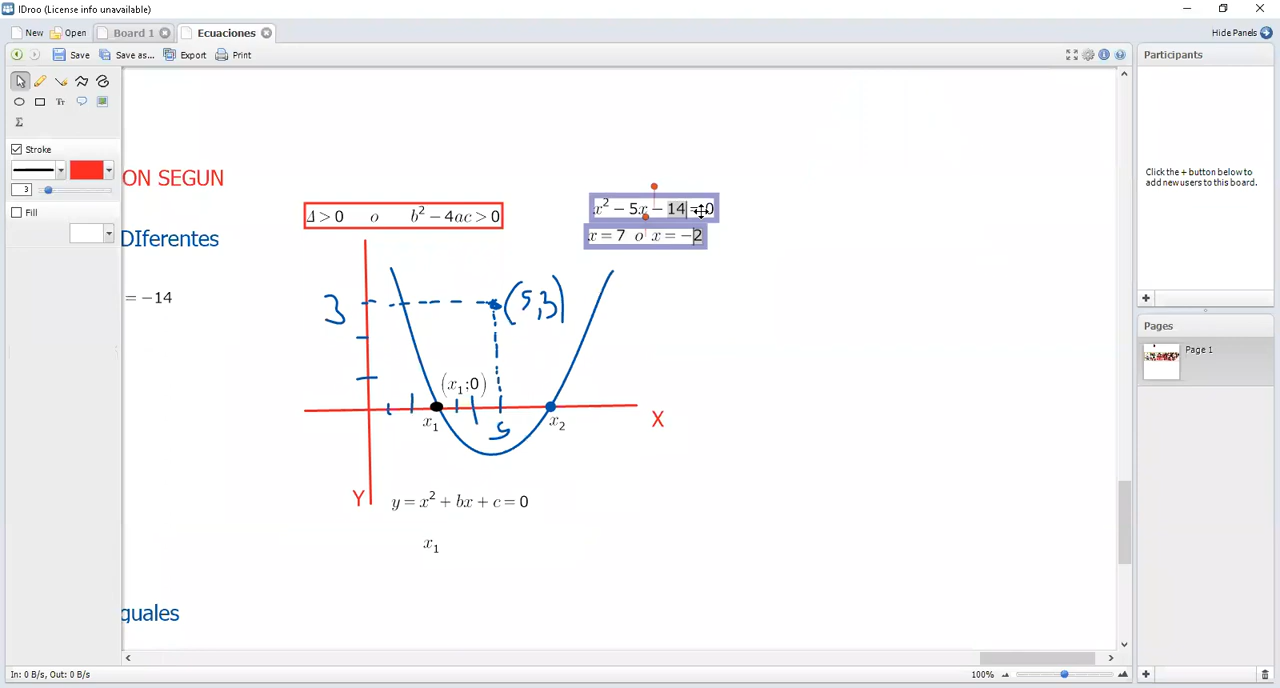 IDroo (License info unavailable)
New Open Board 1 Ecuaciones Hide Panels
Save Save as... Export Print
Participants
Click the + button below to
add new users to this board.
Pages
Page 1
Tr
Σ
Stroke
3
Fill
ON SEGUN
DIferentes
= −14
guales
Δ > 0 o b² − 4ac > 0
x² − 5x − 14 = 0
x = 7 o x = −2
3
(5,3)
(x₁;0)
x₁
5
x₂
X
Y
y = x² + bx + c = 0
x₁
In: 0 B/s, Out: 0 B/s
100%